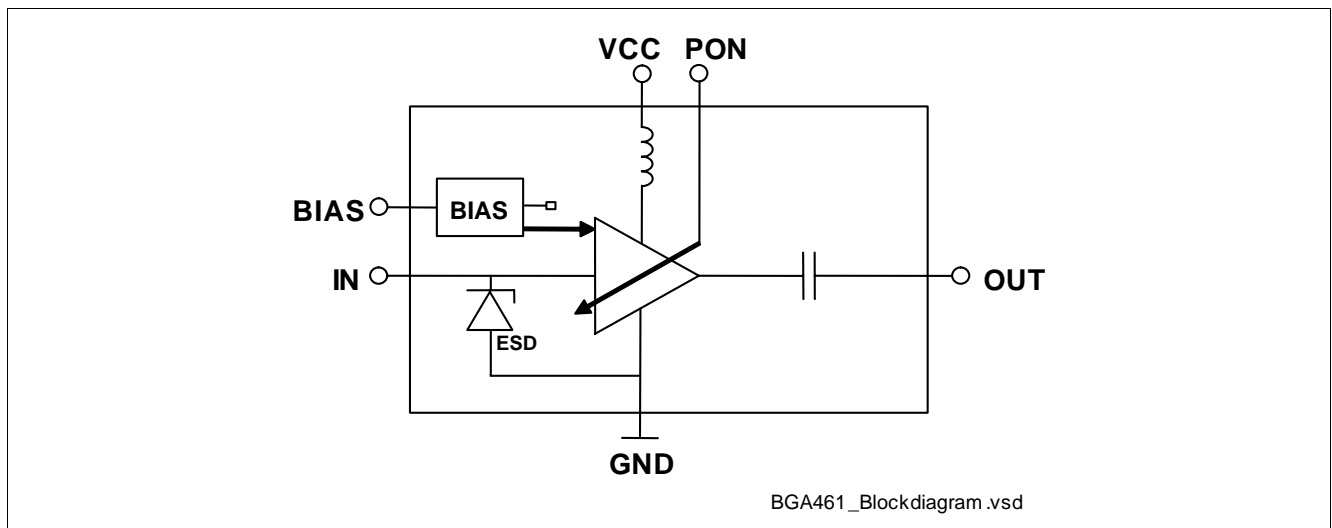 VCC PON
BIAS
BIAS
IN
OUT
ESD
GND
BGA461_Blockdiagram.vsd